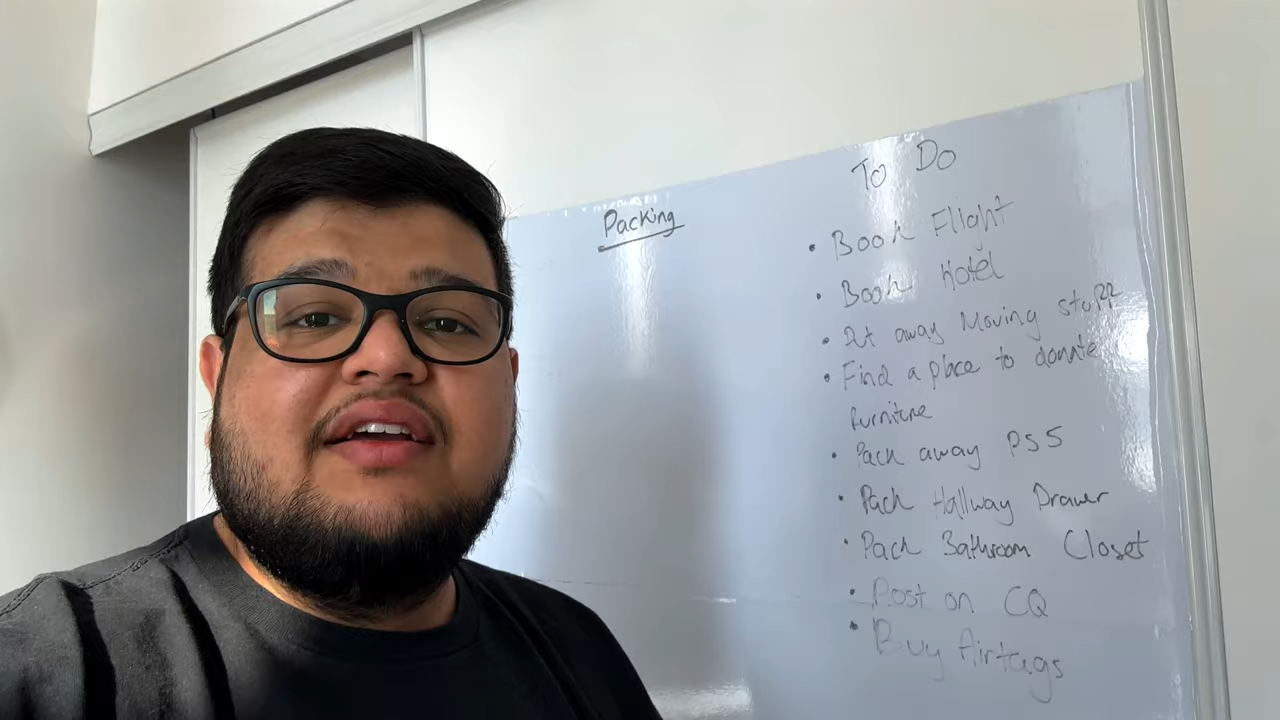 Packing
To Do
• Book Flight
• Book Hotel
• Put away Moving stuff
• Find a place to donate
furniture
• Pack away PS5
• Pack Hallway Drawer
• Pack Bathroom Closet
• Post on CQ
• Buy Airtags